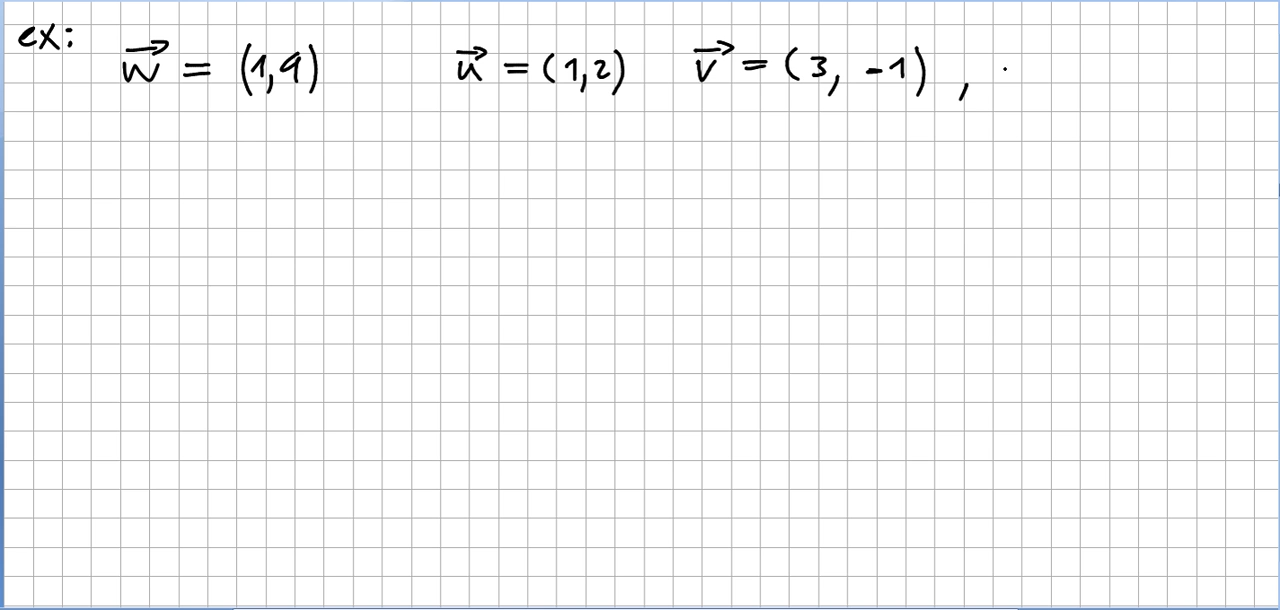 ex:
w⃗ = (1,9) u⃗ = (1,2) v⃗ = (3, -1) , .